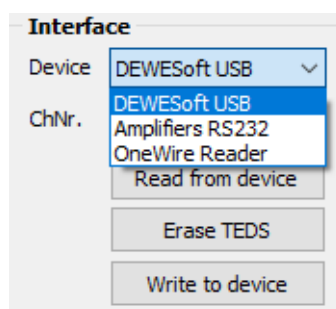 Interface
Device DEWESoft USB
DEWESoft USB
ChNr.
Amplifiers RS232
OneWire Reader
Read from device
Erase TEDS
Write to device